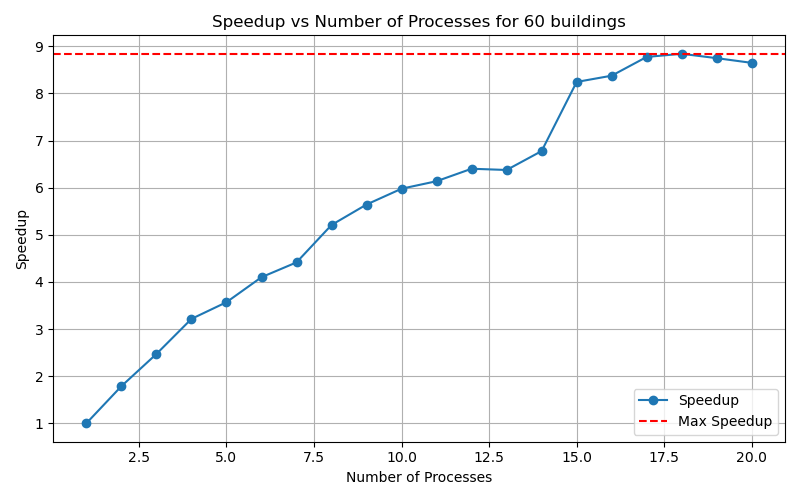 Speedup vs Number of Processes for 60 buildings
9
8
7
6
5
4
3
2
1
Speedup
2.5 5.0 7.5 10.0 12.5 15.0 17.5 20.0
Number of Processes
Speedup
Max Speedup